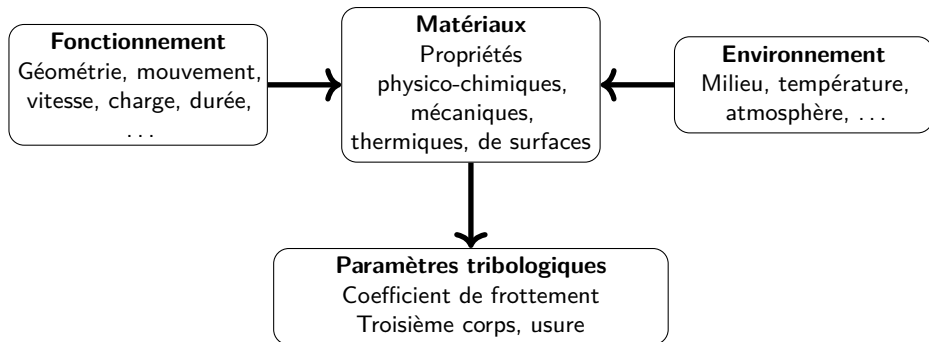 Fonctionnement
Géométrie, mouvement,
vitesse, charge, durée,
...
Matériaux
Propriétés
physico-chimiques,
mécaniques,
thermiques, de surfaces
Environnement
Milieu, température,
atmosphère, ...
Paramètres tribologiques
Coefficient de frottement
Troisième corps, usure